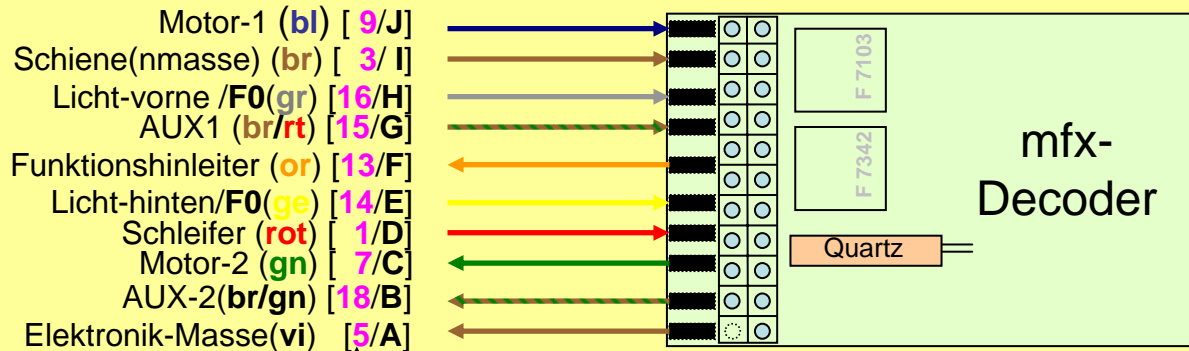 Motor-1 (bl) [ 9/J]
Schiene(nmasse) (br) [ 3/ I]
Licht-vorne /F0(gr) [16/H]
AUX1 (br/rt) [15/G]
Funktionshinleiter (or) [13/F]
Licht-hinten/F0(ge) [14/E]
Schleifer (rot) [ 1/D]
Motor-2 (gn) [ 7/C]
AUX-2(br/gn) [18/B]
Elektronik-Masse(vi) [5/A]
F 7103
F 7342
Quartz
mfx-
Decoder